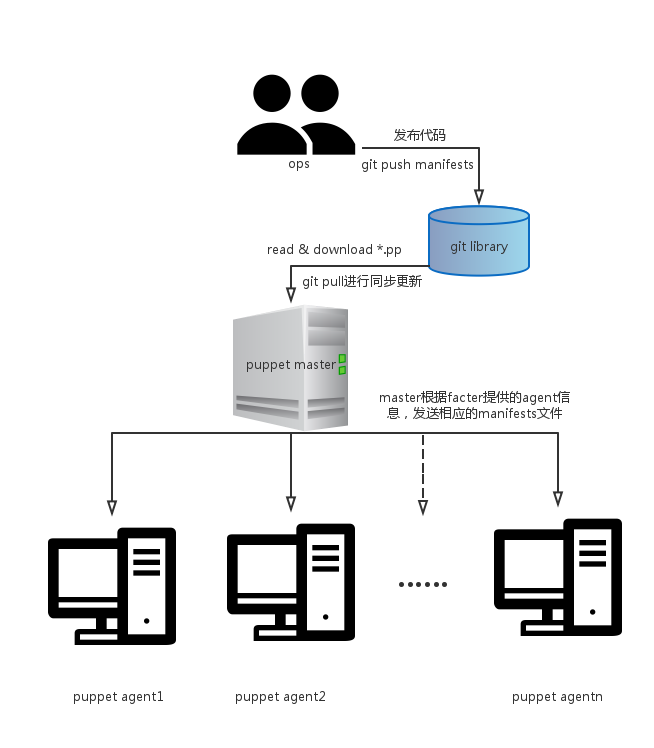 发布代码
ops
git push manifests
git library
read & download *.pp
git pull进行同步更新
puppet master
master根据facter提供的agent信
息，发送相应的manifests文件
puppet agent1
puppet agent2
puppet agentn